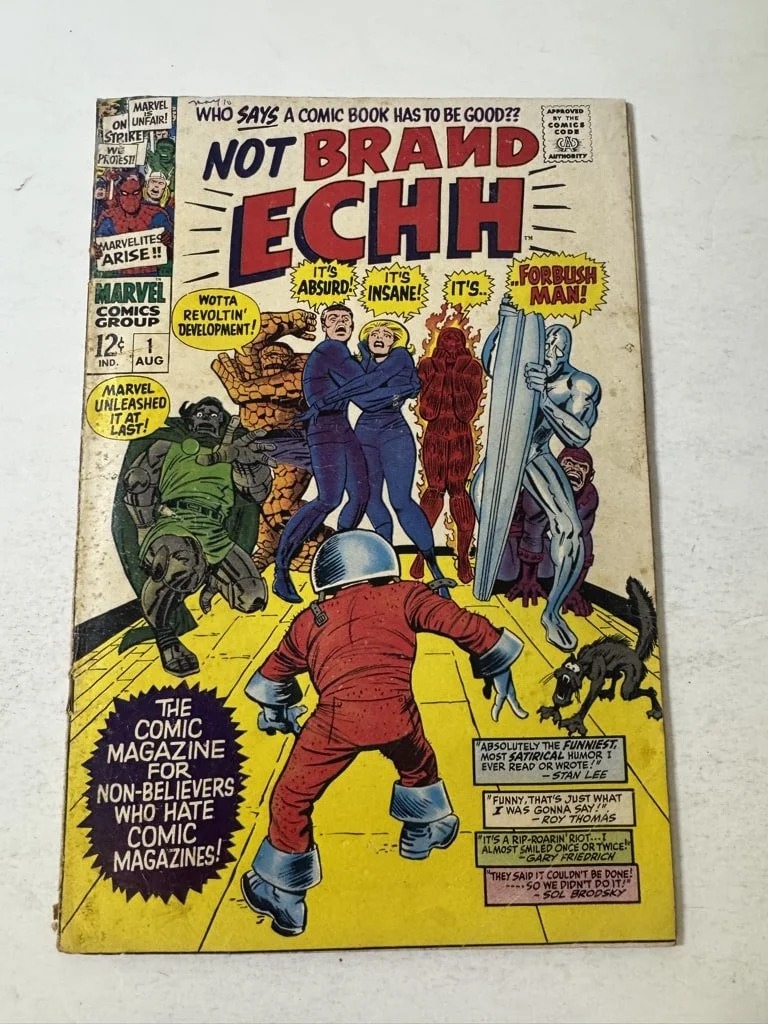 MARVEL
IS
UNFAIR!
ON
STRIKE!
WE
PROTEST!!
MARVELITES
ARISE!!
MARVEL
COMICS
GROUP
12¢
IND.
1
AUG
may 10
WHO SAYS A COMIC BOOK HAS TO BE GOOD??
APPROVED
BY THE
COMICS
CODE
CCA
AUTHORITY
NOT BRAND
ECHH
TM
WOTTA
REVOLTIN'
DEVELOPMENT!
IT'S
ABSURD!
IT'S
INSANE!
IT'S..
..FORBUSH
MAN!
MARVEL
UNLEASHED
IT AT
LAST!
THE
COMIC
MAGAZINE
FOR
NON-BELIEVERS
WHO HATE
COMIC
MAGAZINES!
"ABSOLUTELY THE FUNNIEST,
MOST SATIRICAL HUMOR I
EVER READ OR WROTE!"
—STAN LEE
"FUNNY, THAT'S JUST WHAT
I WAS GONNA SAY!"
—ROY THOMAS
"IT'S A RIP-ROARIN' RIOT...I
ALMOST SMILED ONCE OR TWICE!"
—GARY FRIEDRICH
"THEY SAID IT COULDN'T BE DONE!
....SO WE DIDN'T DO IT!"
—SOL BRODSKY